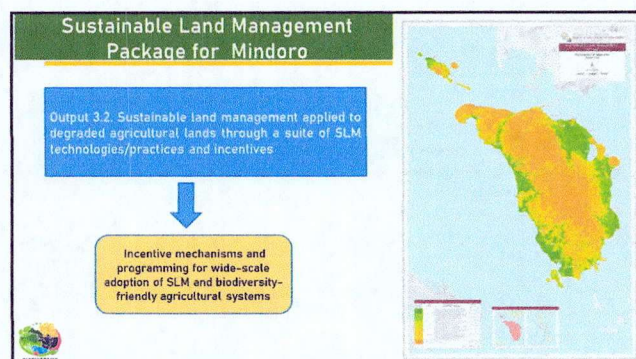 Sustainable Land Management
Package for Mindoro
Output 3.2. Sustainable land management applied to
degraded agricultural lands through a suite of SLM
technologies/practices and incentives
Incentive mechanisms and
programming for wide-scale
adoption of SLM and biodiversity-
friendly agricultural systems